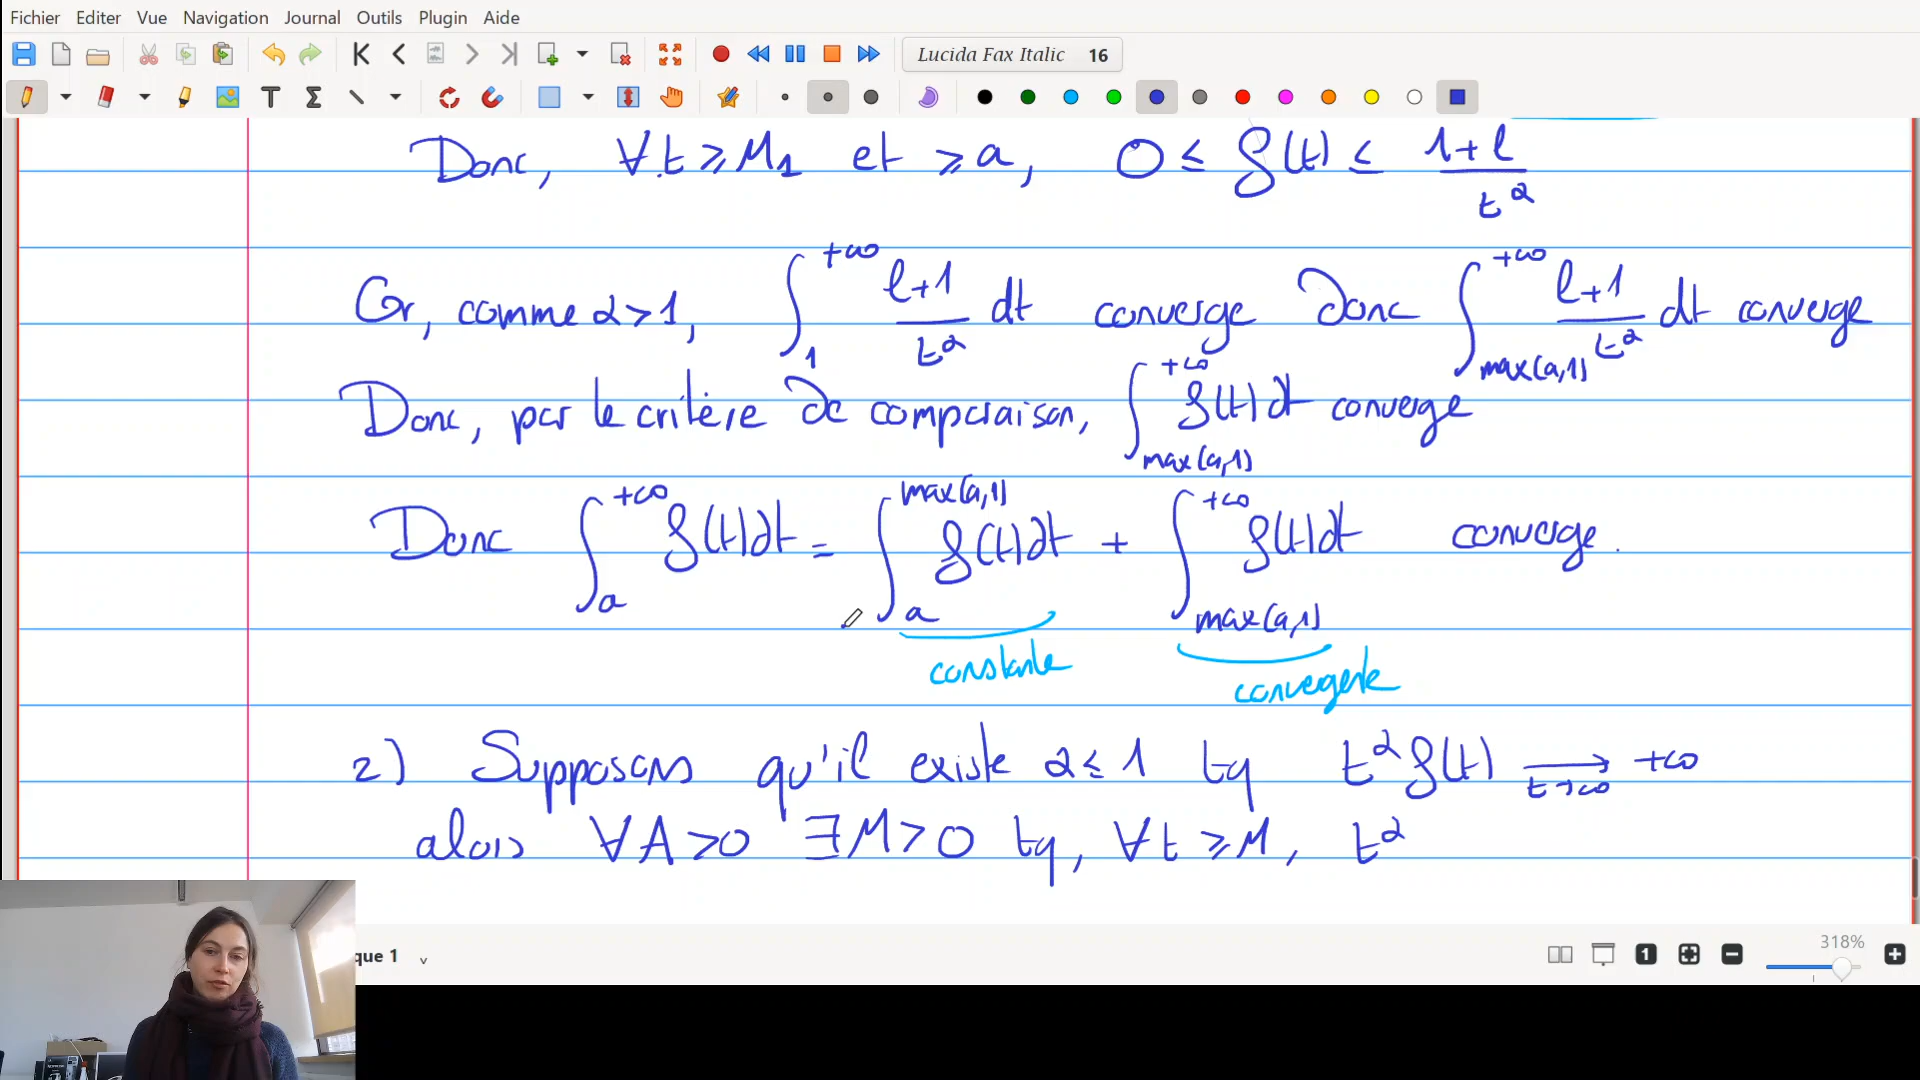 Fichier Editer Vue Navigation Journal Outils Plugin Aide
Lucida Fax Italic 16
Donc, ∀t ≥ M₁ et ≥ a, 0 ≤ f(t) ≤ (1+l)/t^α
Or, comme α > 1, ∫_1^{+∞} (l+1)/t^α dt converge Donc ∫_{max(a,1)}^{+∞} (l+1)/t^α dt converge
Donc, par le critère de comparaison, ∫_{max(a,1)}^{+∞} f(t)dt converge
Donc ∫_a^{+∞} f(t)dt = ∫_a^{max(a,1)} f(t)dt + ∫_{max(a,1)}^{+∞} f(t)dt converge.
constante convergente
2) Supposons qu'il existe α ≤ 1 tq t^α f(t) ⟶_{t→∞} +∞
alors ∀A>0 ∃M>0 tq, ∀t ≥ M, t^α
que 1
318%